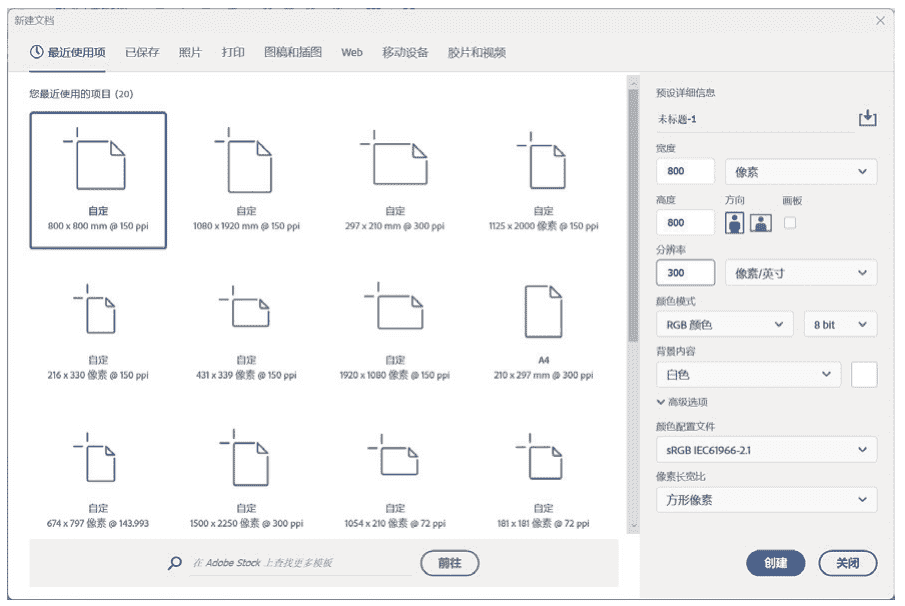 新建文档
最近使用项 已保存 照片 打印 图稿和插图 Web 移动设备 胶片和视频
您最近使用的项目 (20)
自定
800 x 800 mm @ 150 ppi
自定
1080 x 1920 mm @ 150 ppi
自定
297 x 210 mm @ 300 ppi
自定
1125 x 2000 像素 @ 150 ppi
自定
216 x 330 像素 @ 150 ppi
自定
431 x 339 像素 @ 150 ppi
自定
1920 x 1080 像素 @ 150 ppi
A4
210 x 297 mm @ 300 ppi
自定
674 x 797 像素 @ 143.993
自定
1500 x 2250 像素 @ 300 ppi
自定
1054 x 210 像素 @ 72 ppi
自定
181 x 181 像素 @ 72 ppi
在 Adobe Stock 上查找更多模板
前往
预设详细信息
未标题-1
宽度
800 像素
高度 方向 画板
800
分辨率
300 像素/英寸
颜色模式
RGB 颜色 8 bit
背景内容
白色
高级选项
颜色配置文件
sRGB IEC61966-2.1
像素长宽比
方形像素
创建 关闭